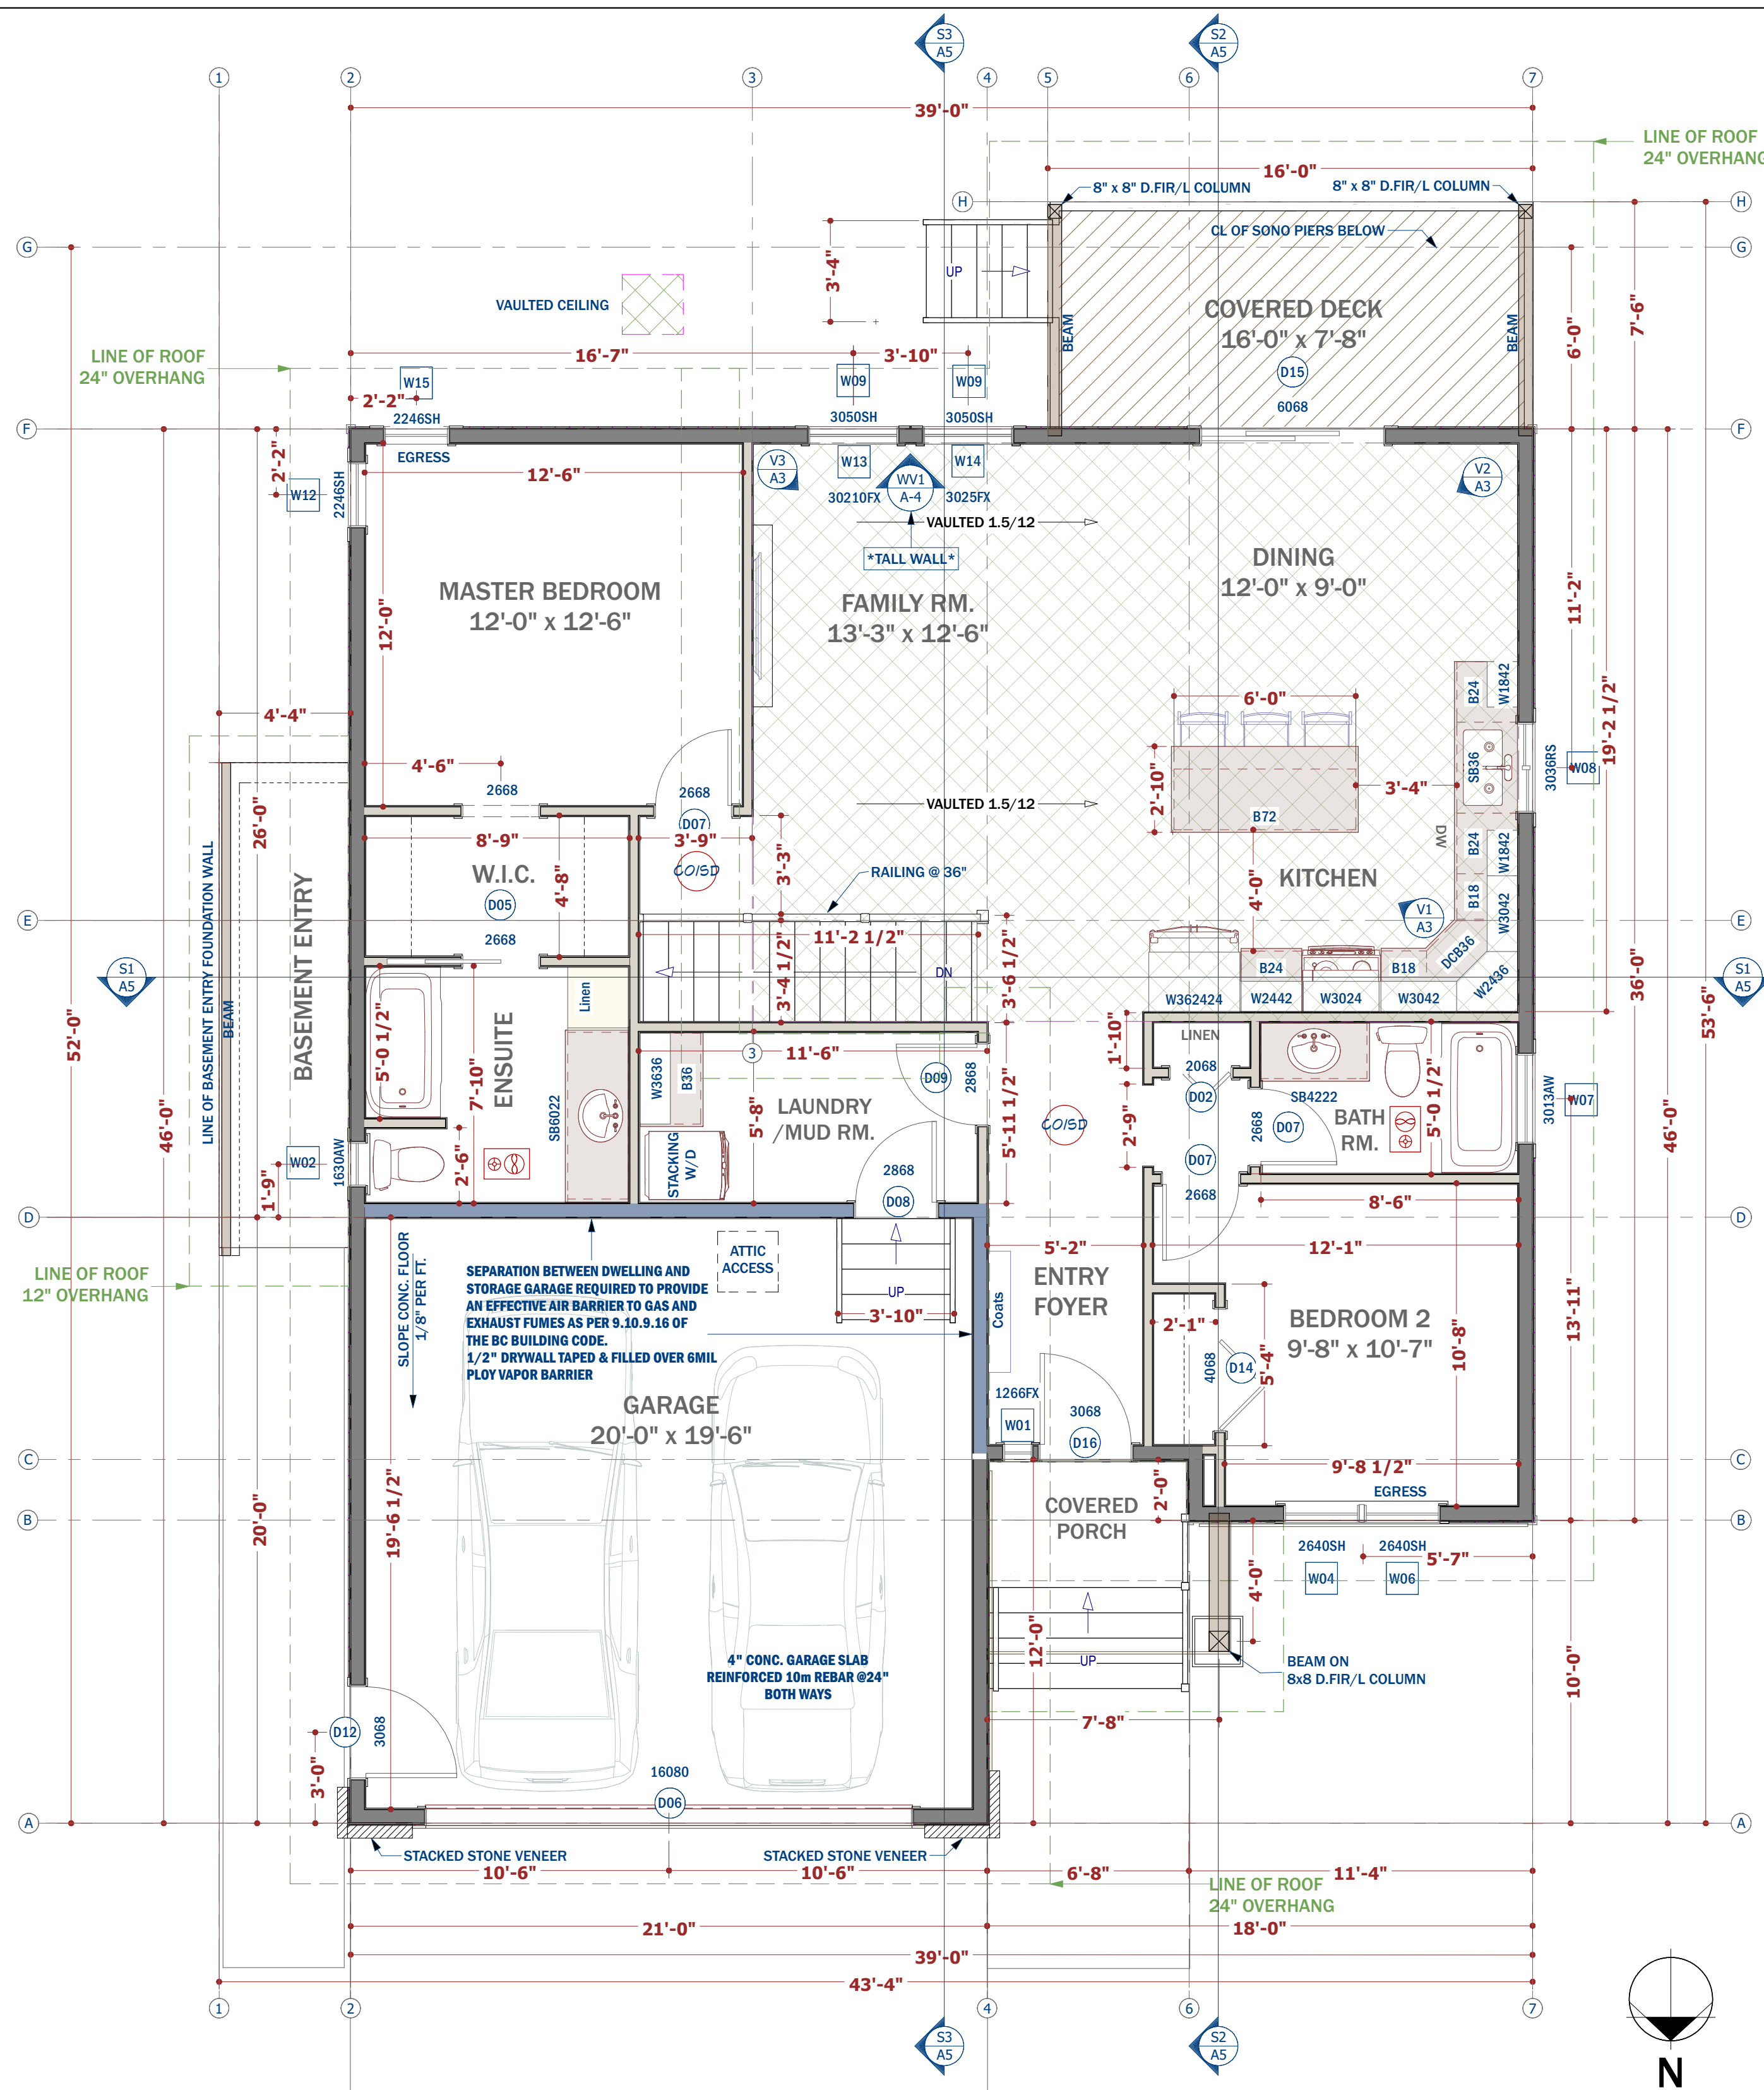 S3
A5
S2
A5
1
2
3
4
5
6
7
39'-0"
LINE OF ROOF
24" OVERHANG
16'-0"
8" x 8" D.FIR/L COLUMN
8" x 8" D.FIR/L COLUMN
H
H
G
G
CL OF SONO PIERS BELOW
UP
3'-4"
VAULTED CEILING
COVERED DECK
16'-0" x 7'-8"
BEAM
BEAM
D15
6068
6'-0"
7'-6"
LINE OF ROOF
24" OVERHANG
16'-7"
3'-10"
W15
W09
W09
2'-2"
2246SH
3050SH
3050SH
F
F
EGRESS
12'-6"
2'-2"
W12
2246SH
V3
A3
W13
30210FX
WV1
A-4
W14
3025FX
V2
A3
VAULTED 1.5/12
*TALL WALL*
MASTER BEDROOM
12'-0" x 12'-6"
12'-0"
FAMILY RM.
13'-3" x 12'-6"
DINING
12'-0" x 9'-0"
11'-2"
19'-2 1/2"
B24
W1842
6'-0"
4'-4"
4'-6"
2668
2668
D07
2'-10"
3'-4"
SB36
3036RS
W08
VAULTED 1.5/12
B72
DW
B24
W1842
26'-0"
8'-9"
3'-9"
3'-3"
W.I.C.
D05
4'-8"
2668
CO/SD
RAILING @ 36"
KITCHEN
4'-0"
B18
W3042
V1
A3
E
E
11'-2 1/2"
3'-4 1/2"
DN
3'-6 1/2"
DCB36
W2436
B24
B18
W362424
W2442
W3024
W3042
S1
A5
S1
A5
LINE OF BASEMENT ENTRY FOUNDATION WALL
BEAM
BASEMENT ENTRY
52'-0"
46'-0"
36'-0"
53'-6"
46'-0"
Linen
5'-0 1/2"
7'-10"
ENSUITE
SB6022
3
11'-6"
W3636
B36
D09
2868
LAUNDRY
/MUD RM.
5'-8"
STACKING
W/D
5'-11 1/2"
CO/SD
1'-10"
LINEN
2068
D02
2'-9"
2668
D07
SB4222
BATH
RM.
5'-0 1/2"
3013AW
W07
D07
2668
1'-9"
W02
1630AW
2'-6"
2868
D08
8'-6"
D
D
12'-1"
5'-2"
ENTRY
FOYER
Coats
LINE OF ROOF
12" OVERHANG
SLOPE CONC. FLOOR
1/8" PER FT.
SEPARATION BETWEEN DWELLING AND
STORAGE GARAGE REQUIRED TO PROVIDE
AN EFFECTIVE AIR BARRIER TO GAS AND
EXHAUST FUMES AS PER 9.10.9.16 OF
THE BC BUILDING CODE.
1/2" DRYWALL TAPED & FILLED OVER 6MIL
PLOY VAPOR BARRIER
ATTIC
ACCESS
UP
3'-10"
2'-1"
BEDROOM 2
9'-8" x 10'-7"
4068
D14
5'-4"
10'-8"
13'-11"
GARAGE
20'-0" x 19'-6"
1266FX
W01
3068
D16
C
C
9'-8 1/2"
EGRESS
COVERED
PORCH
2'-0"
B
B
19'-6 1/2"
20'-0"
2640SH
2640SH
W04
W06
5'-7"
4'-0"
12'-0"
UP
BEAM ON
8x8 D.FIR/L COLUMN
10'-0"
4" CONC. GARAGE SLAB
REINFORCED 10m REBAR @24"
BOTH WAYS
7'-8"
D12
3068
3'-0"
16080
D06
A
A
STACKED STONE VENEER
STACKED STONE VENEER
10'-6"
10'-6"
6'-8"
11'-4"
LINE OF ROOF
24" OVERHANG
21'-0"
18'-0"
39'-0"
43'-4"
1
2
4
6
7
S3
A5
S2
A5
N